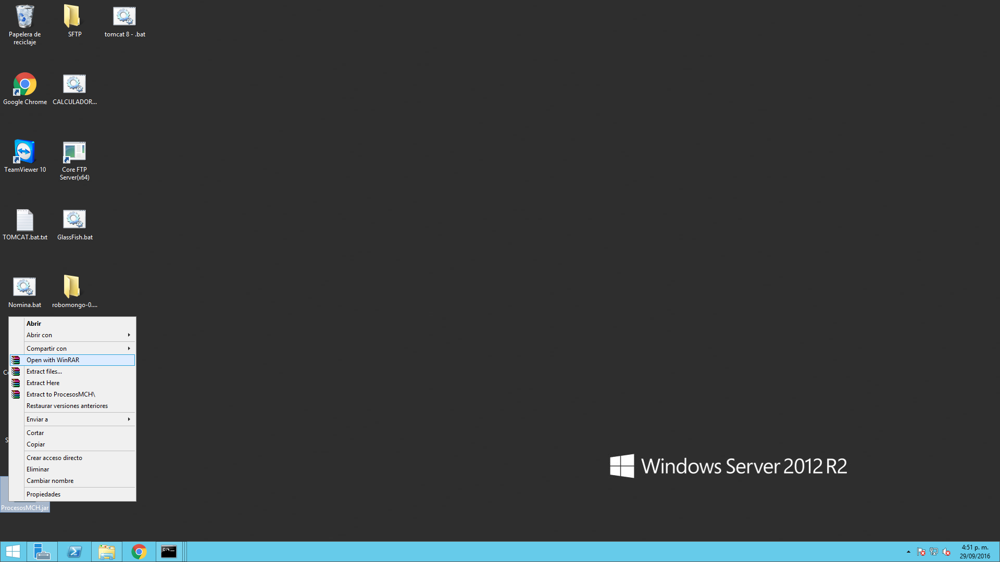 Papelera de
reciclaje
SFTP
tomcat 8 - .bat
Google Chrome
CALCULADOR...
TeamViewer 10
Core FTP
Server(x64)
TOMCAT.bat.txt
GlassFish.bat
Nomina.bat
robomongo-0....
Abrir
Abrir con
Compartir con
Open with WinRAR
Extract files...
Extract Here
Extract to ProcesosMCH\
Restaurar versiones anteriores
Enviar a
Cortar
Copiar
Crear acceso directo
Eliminar
Cambiar nombre
Propiedades
ProcesosMCH.jar
Windows Server 2012 R2
C:\_
4:51 p. m.
29/09/2016